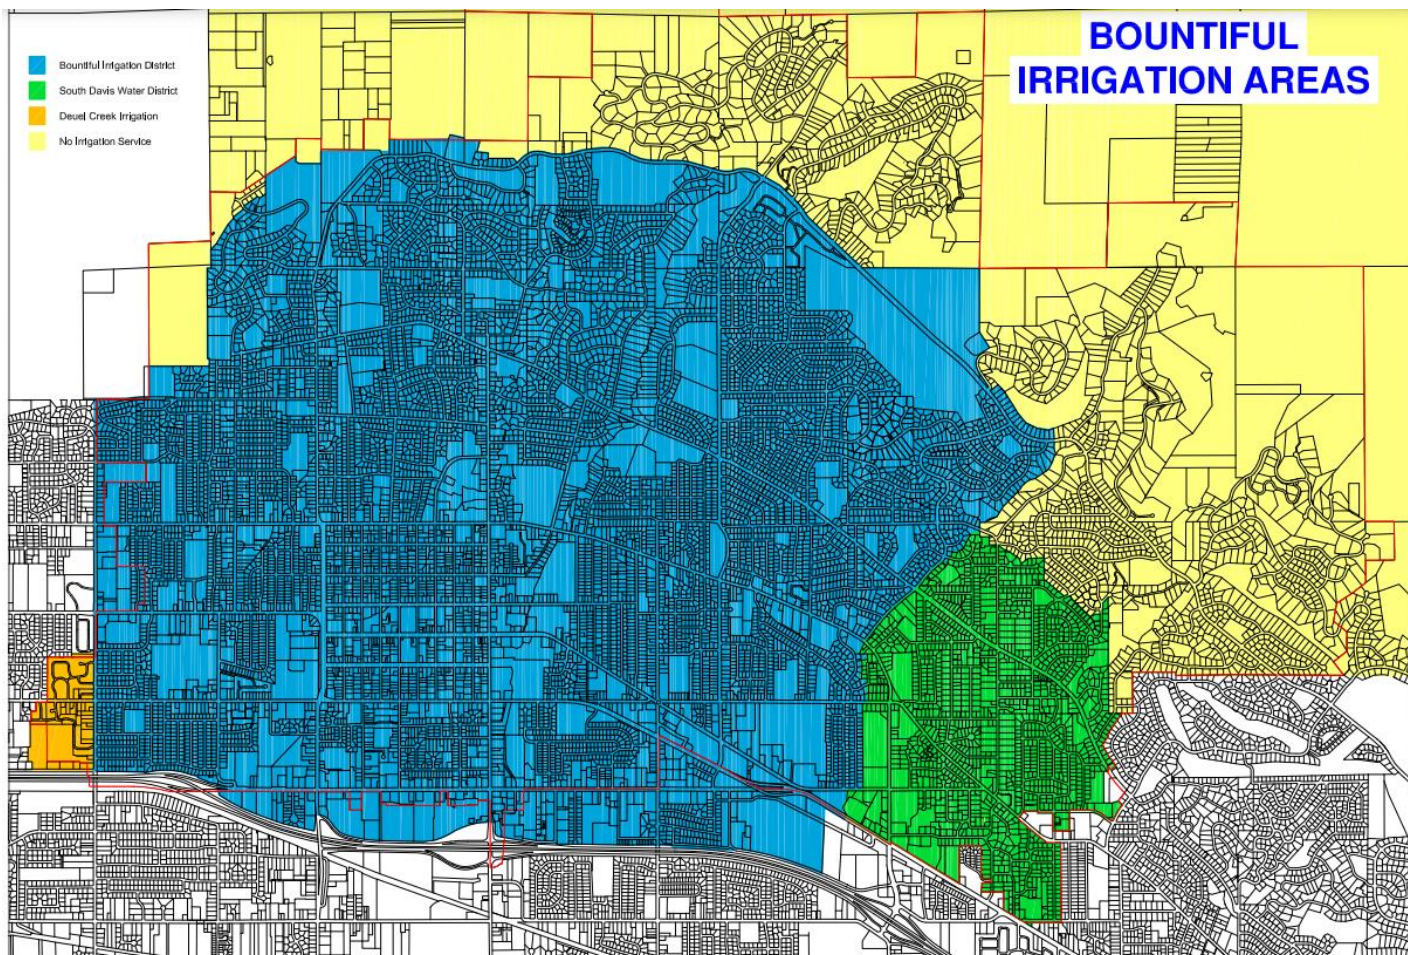 BOUNTIFUL
IRRIGATION AREAS
Bountiful Irrigation District
South Davis Water District
Deuel Creek Irrigation
No Irrigation Service